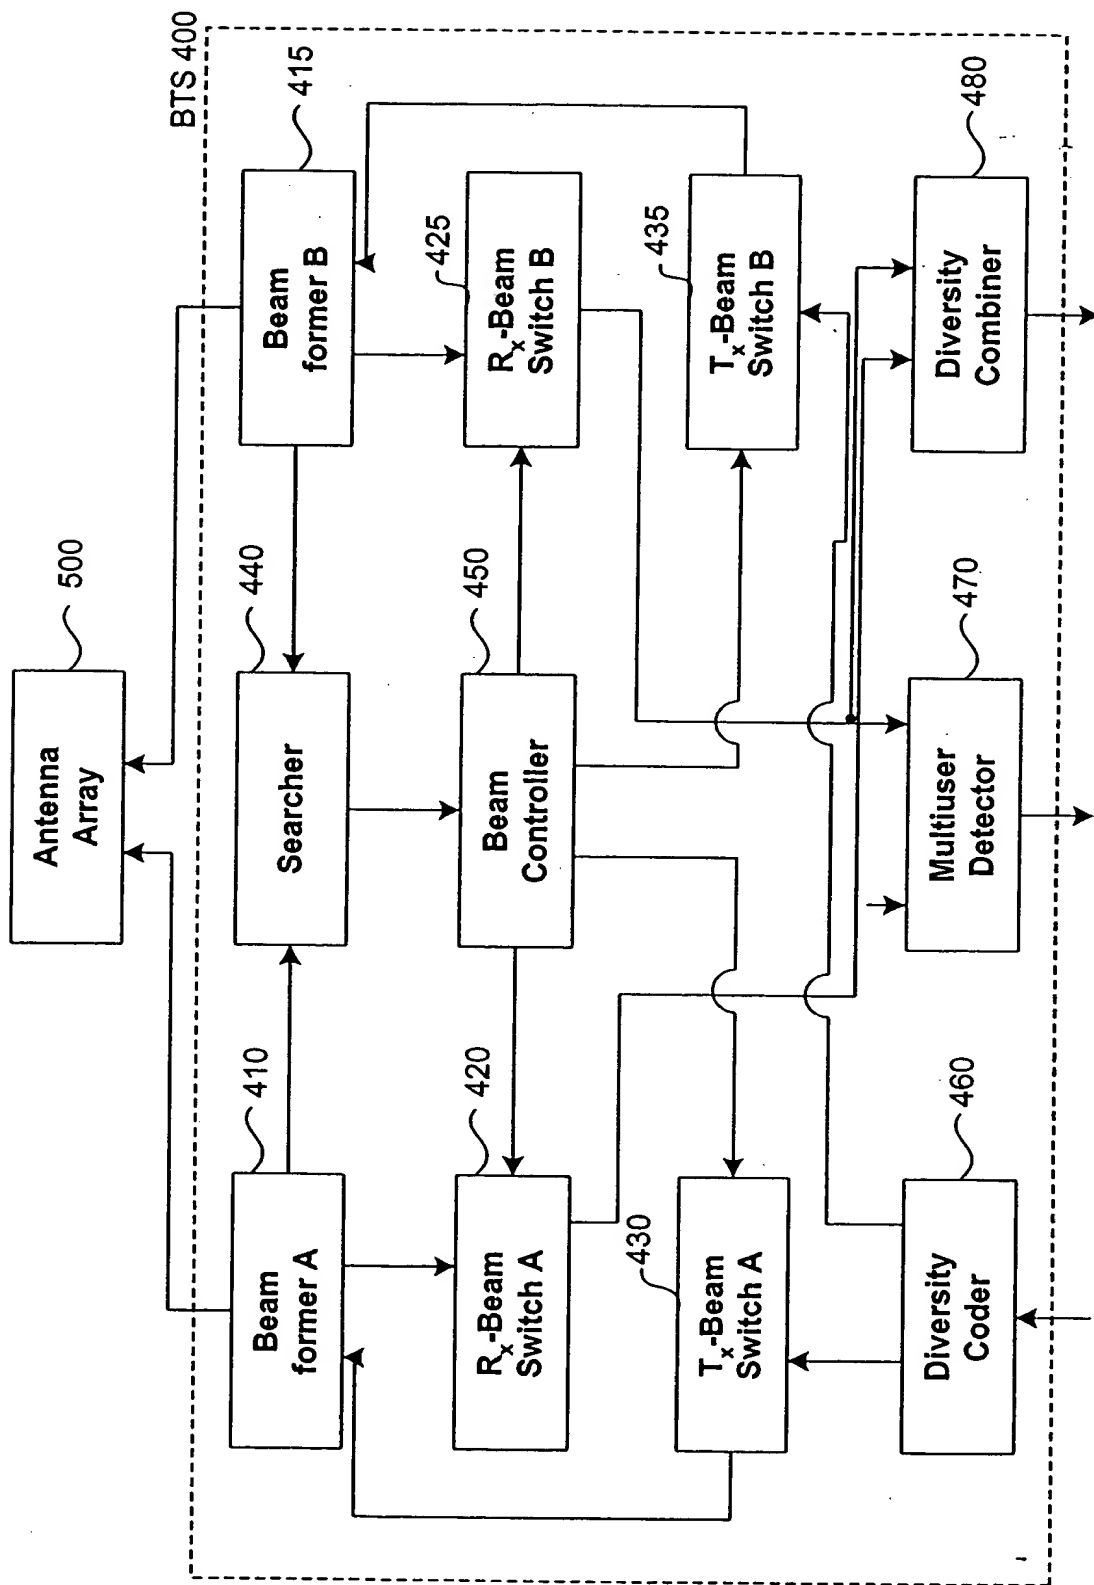 BTS 400
500
Antenna
Array
410
Beam
former A
440
Searcher
415
Beam
former B
420
Rx-Beam
Switch A
450
Beam
Controller
425
Rx-Beam
Switch B
430
Tx-Beam
Switch A
435
Tx-Beam
Switch B
460
Diversity
Coder
470
Multiuser
Detector
480
Diversity
Combiner